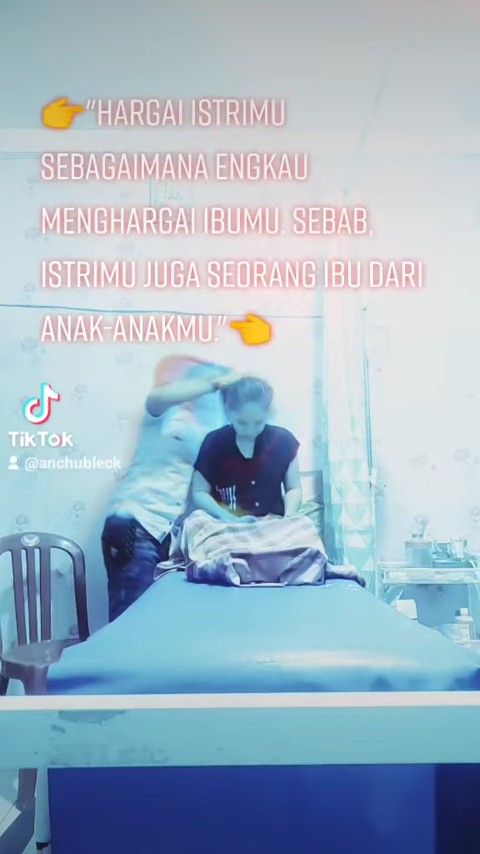 👉"HARGAI ISTRIMU
SEBAGAIMANA ENGKAU
MENGHARGAI IBUMU. SEBAB,
ISTRIMU JUGA SEORANG IBU DARI
ANAK-ANAKMU."👈
TikTok
@anchubleck